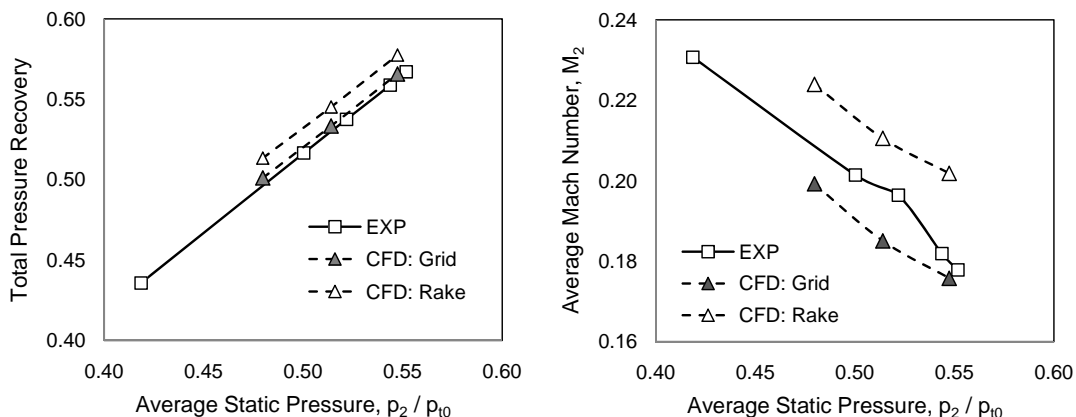 Total Pressure Recovery
0.60
0.55
0.50
0.45
0.40
EXP
CFD: Grid
CFD: Rake
0.40 0.45 0.50 0.55 0.60
Average Static Pressure, p2 / pt0
Average Mach Number, M2
0.24
0.22
0.20
0.18
0.16
EXP
CFD: Grid
CFD: Rake
0.40 0.45 0.50 0.55 0.60
Average Static Pressure, p2 / pt0